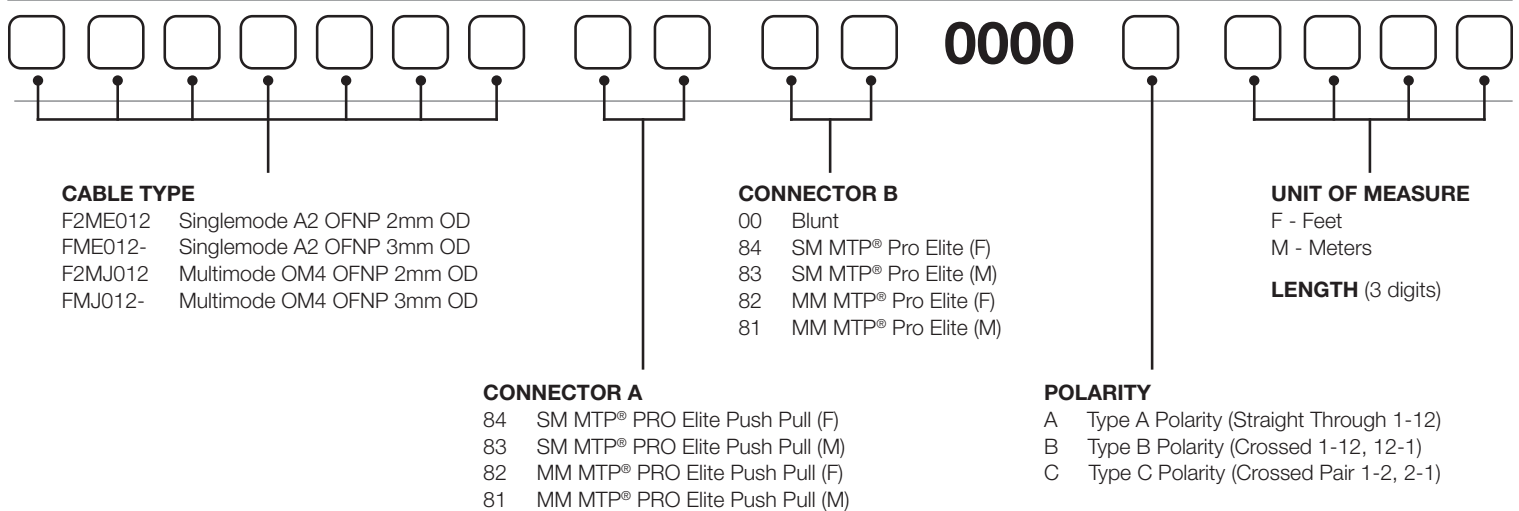 0000
CABLE TYPE
F2ME012 Singlemode A2 OFNP 2mm OD
FME012- Singlemode A2 OFNP 3mm OD
F2MJ012 Multimode OM4 OFNP 2mm OD
FMJ012- Multimode OM4 OFNP 3mm OD
CONNECTOR B
00 Blunt
84 SM MTP® Pro Elite (F)
83 SM MTP® Pro Elite (M)
82 MM MTP® Pro Elite (F)
81 MM MTP® Pro Elite (M)
UNIT OF MEASURE
F - Feet
M - Meters
LENGTH (3 digits)
CONNECTOR A
84 SM MTP® PRO Elite Push Pull (F)
83 SM MTP® PRO Elite Push Pull (M)
82 MM MTP® PRO Elite Push Pull (F)
81 MM MTP® PRO Elite Push Pull (M)
POLARITY
A Type A Polarity (Straight Through 1-12)
B Type B Polarity (Crossed 1-12, 12-1)
C Type C Polarity (Crossed Pair 1-2, 2-1)